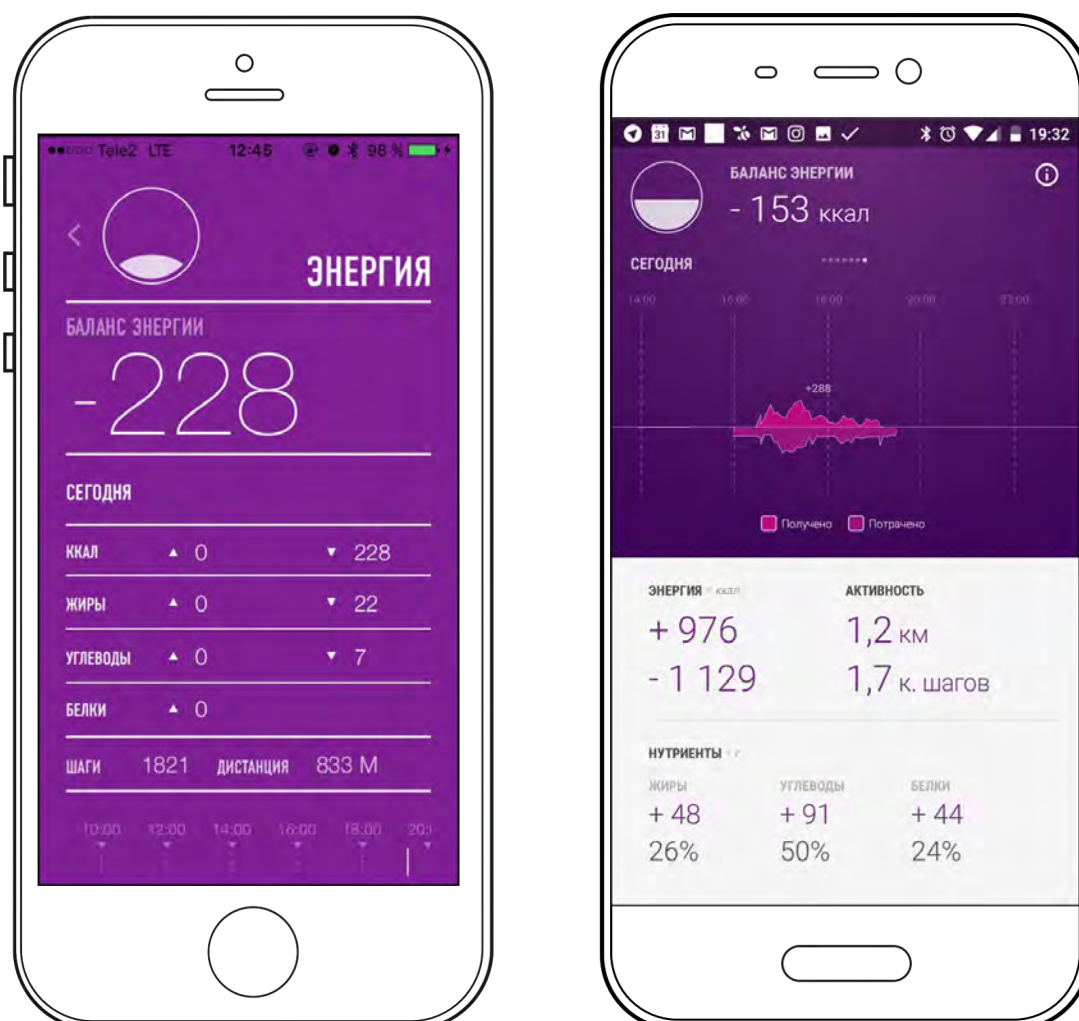 Tele2 LTE 12:45 98 %
ЭНЕРГИЯ
БАЛАНС ЭНЕРГИИ
-228
СЕГОДНЯ
ККАЛ ▲ 0 ▼ 228
ЖИРЫ ▲ 0 ▼ 22
УГЛЕВОДЫ ▲ 0 ▼ 7
БЕЛКИ ▲ 0
ШАГИ 1821 ДИСТАНЦИЯ 833 М
10:00 12:00 14:00 16:00 18:00
31 19:32
БАЛАНС ЭНЕРГИИ
- 153 ккал
СЕГОДНЯ
14:00 16:00 18:00 20:00 22:00
+288
Получено Потрачено
ЭНЕРГИЯ - ккал АКТИВНОСТЬ
+ 976 1,2 км
- 1 129 1,7 к. шагов
НУТРИЕНТЫ - г
ЖИРЫ УГЛЕВОДЫ БЕЛКИ
+ 48 + 91 + 44
26% 50% 24%